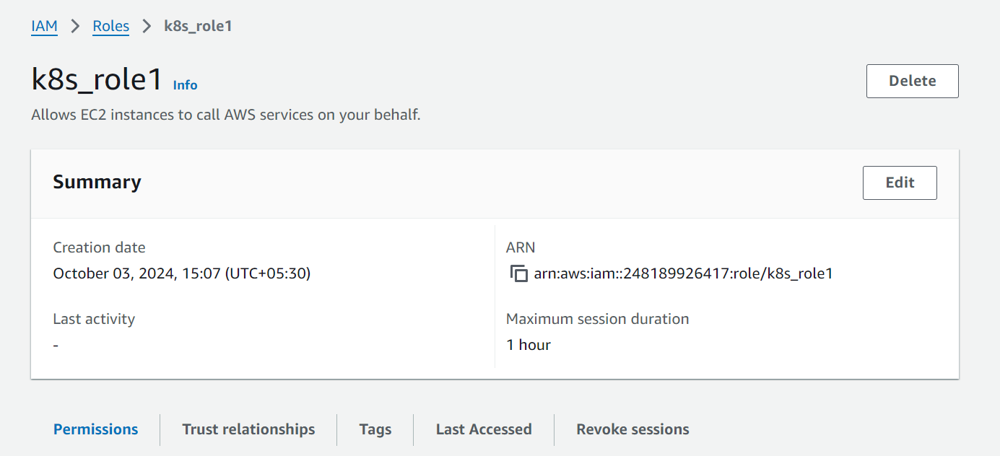 IAM > Roles > k8s_role1
k8s_role1 Info
Delete
Allows EC2 instances to call AWS services on your behalf.
Summary
Edit
Creation date
October 03, 2024, 15:07 (UTC+05:30)
ARN
arn:aws:iam::248189926417:role/k8s_role1
Last activity
-
Maximum session duration
1 hour
Permissions Trust relationships Tags Last Accessed Revoke sessions